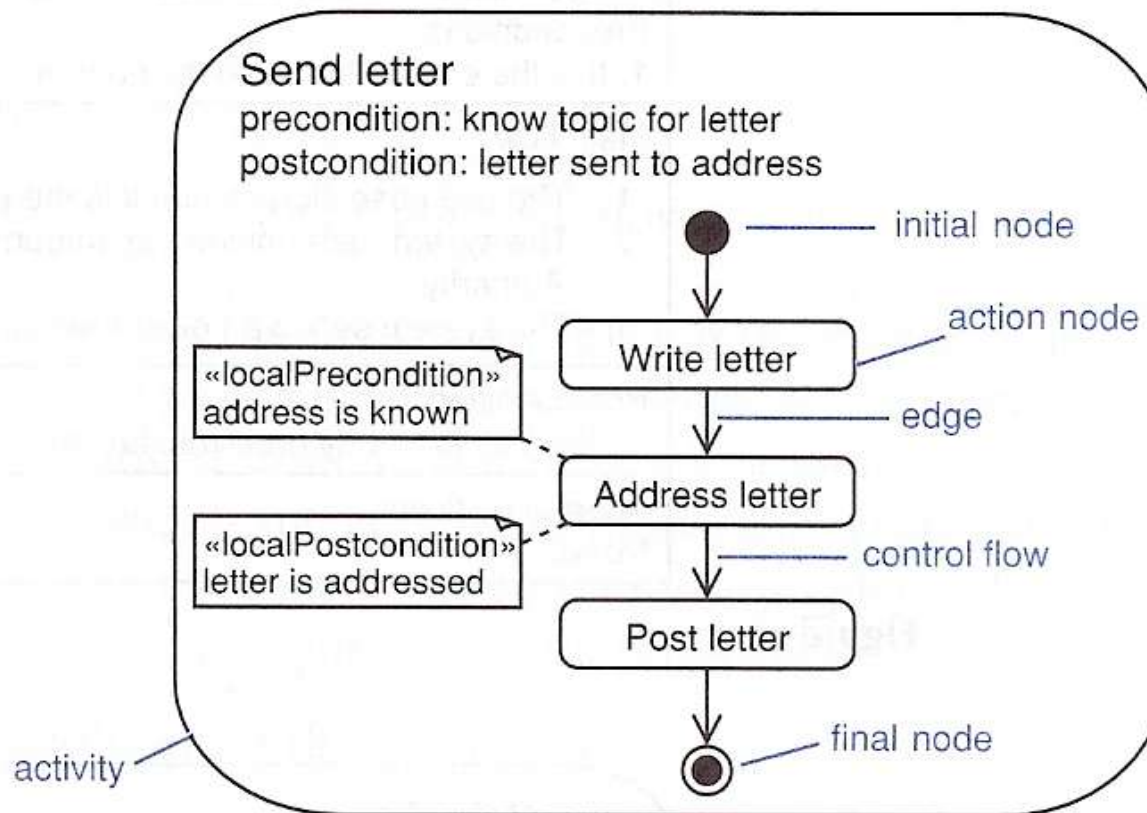 Send letter
precondition: know topic for letter
postcondition: letter sent to address
initial node
action node
Write letter
«localPrecondition»
address is known
edge
Address letter
«localPostcondition»
letter is addressed
control flow
Post letter
final node
activity